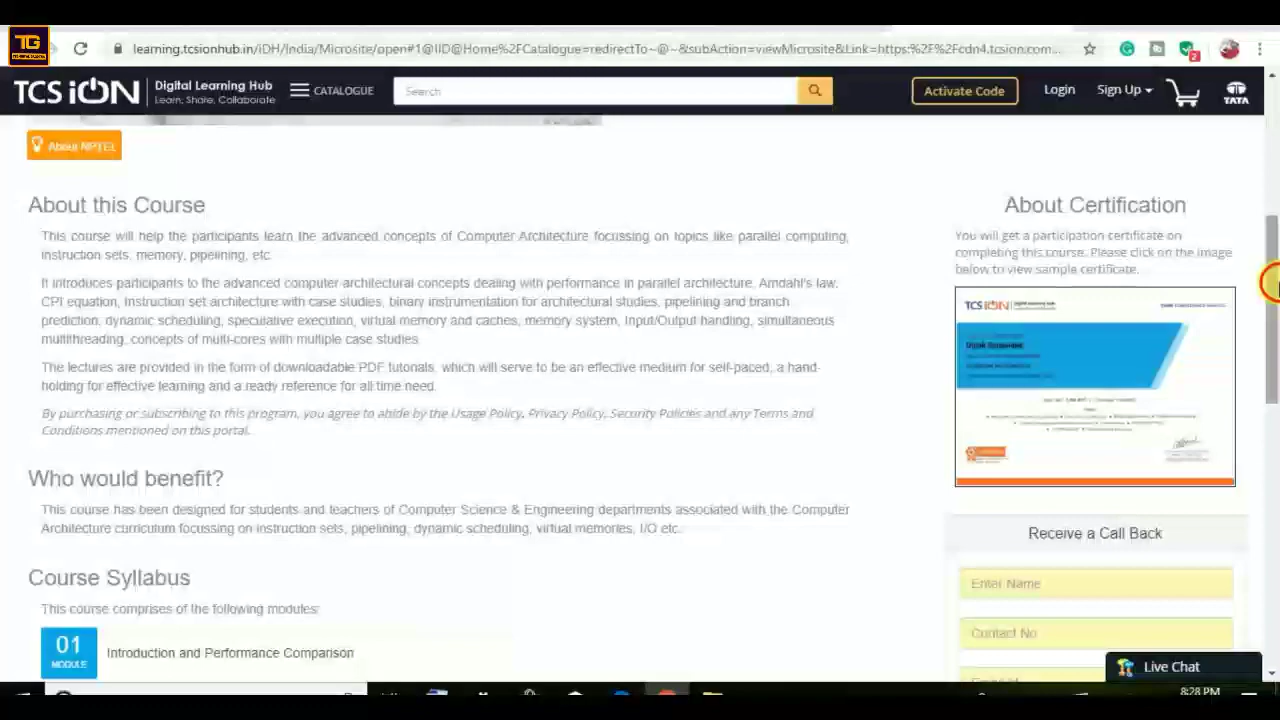 TG
learning.tcsionhub.in/iDH/India/Microsite/open#1@IID@Home%2FCatalogue=redirectTo~@~&subAction=viewMicrosite&Link=https:%2F%2Fcdn4.tcsion.com...
2
TCS iON
Digital Learning Hub
Learn, Share, Collaborate
CATALOGUE
Search
Activate Code
Login
Sign Up
TATA
About NPTEL
About this Course
This course will help the participants learn the advanced concepts of Computer Architecture focussing on topics like parallel computing,
instruction sets, memory, pipelining, etc.
It introduces participants to the advanced computer architectural concepts dealing with performance in parallel architecture, Amdahl's law,
CPI equation, Instruction set architecture with case studies, binary instrumentation for architectural studies, pipelining and branch
prediction, dynamic scheduling, speculative execution, virtual memory and caches, memory system, Input/Output handling, simultaneous
multithreading, concepts of multi-cores with multiple case studies.
The lectures are provided in the form of downloadable PDF tutorials, which will serve to be an effective medium for self-paced, a hand-
holding for effective learning and a ready reference for all time need.
By purchasing or subscribing to this program, you agree to abide by the Usage Policy, Privacy Policy, Security Policies and any Terms and
Conditions mentioned on this portal.
Who would benefit?
This course has been designed for students and teachers of Computer Science & Engineering departments associated with the Computer
Architecture curriculum focussing on instruction sets, pipelining, dynamic scheduling, virtual memories, I/O etc.
Course Syllabus
This course comprises of the following modules:
01
MODULE
Introduction and Performance Comparison
About Certification
You will get a participation certificate on
completing this course. Please click on the image
below to view sample certificate.
TCS iON
Receive a Call Back
Enter Name
Contact No
Live Chat
8:28 PM